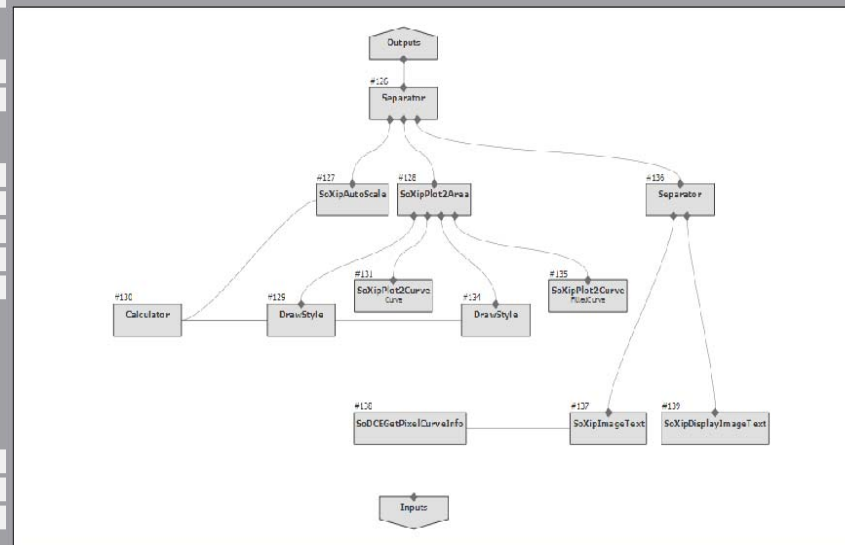 Outputs
#126
Separator
#127
SoXipAutoScale
#128
SoXipPlot2Area
#136
Separator
#131
SoXipPlot2Curve
Curve
#135
SoXipPlot2Curve
FilledCurve
#130
Calculator
#129
DrawStyle
#134
DrawStyle
#138
SoDCEGetPixelCurveInfo
#137
SoXipImageText
#139
SoXipDisplayImageText
Inputs